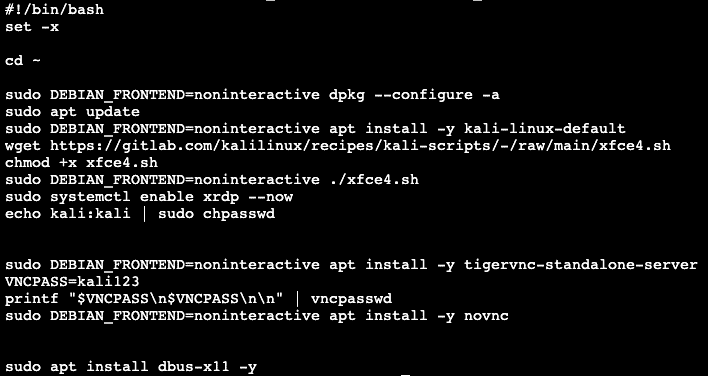 #!/bin/bash
set -x
cd ~
sudo DEBIAN_FRONTEND=noninteractive dpkg --configure -a
sudo apt update
sudo DEBIAN_FRONTEND=noninteractive apt install -y kali-linux-default
wget https://gitlab.com/kalilinux/recipes/kali-scripts/-/raw/main/xfce4.sh
chmod +x xfce4.sh
sudo DEBIAN_FRONTEND=noninteractive ./xfce4.sh
sudo systemctl enable xrdp --now
echo kali:kali | sudo chpasswd
sudo DEBIAN_FRONTEND=noninteractive apt install -y tigervnc-standalone-server
VNCPASS=kali123
printf "$VNCPASS\n$VNCPASS\n\n" | vncpasswd
sudo DEBIAN_FRONTEND=noninteractive apt install -y novnc
sudo apt install dbus-x11 -y